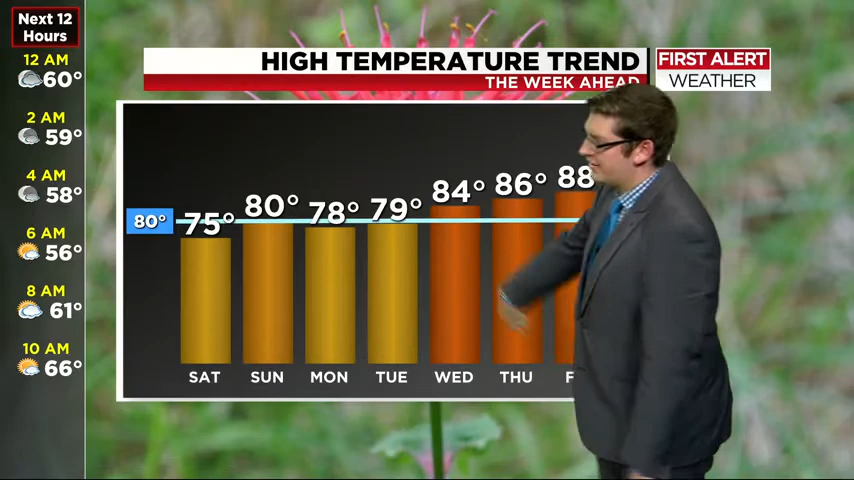 Next 12
Hours
12 AM
60°
2 AM
59°
4 AM
58°
6 AM
56°
8 AM
61°
10 AM
66°
HIGH TEMPERATURE TREND
THE WEEK AHEAD
FIRST ALERT
WEATHER
80°
75° 80° 78° 79° 84° 86° 88
SAT SUN MON TUE WED THU F